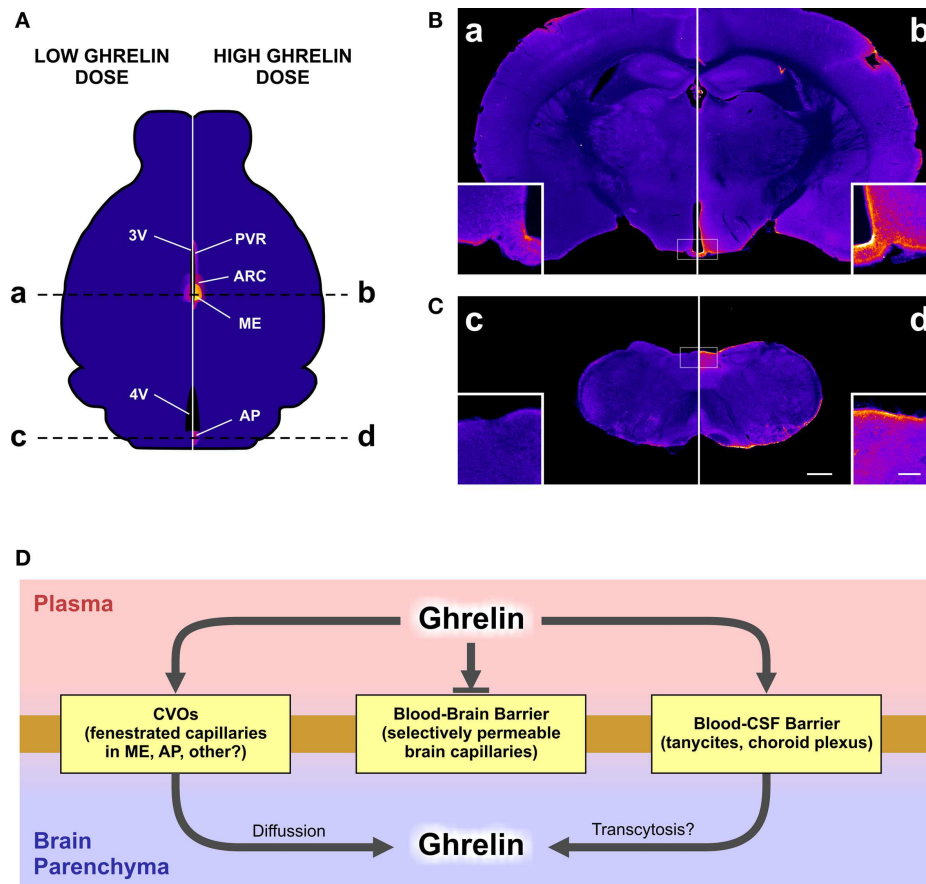 A
LOW GHRELIN
DOSE
HIGH GHRELIN
DOSE
3V
PVR
ARC
a
b
ME
4V
AP
c
d
B
a
b
C
c
d
D
Plasma
Ghrelin
CVOs
(fenestrated capillaries
in ME, AP, other?)
Blood-Brain Barrier
(selectively permeable
brain capillaries)
Blood-CSF Barrier
(tanycites, choroid plexus)
Diffussion
Ghrelin
Transcytosis?
Brain
Parenchyma